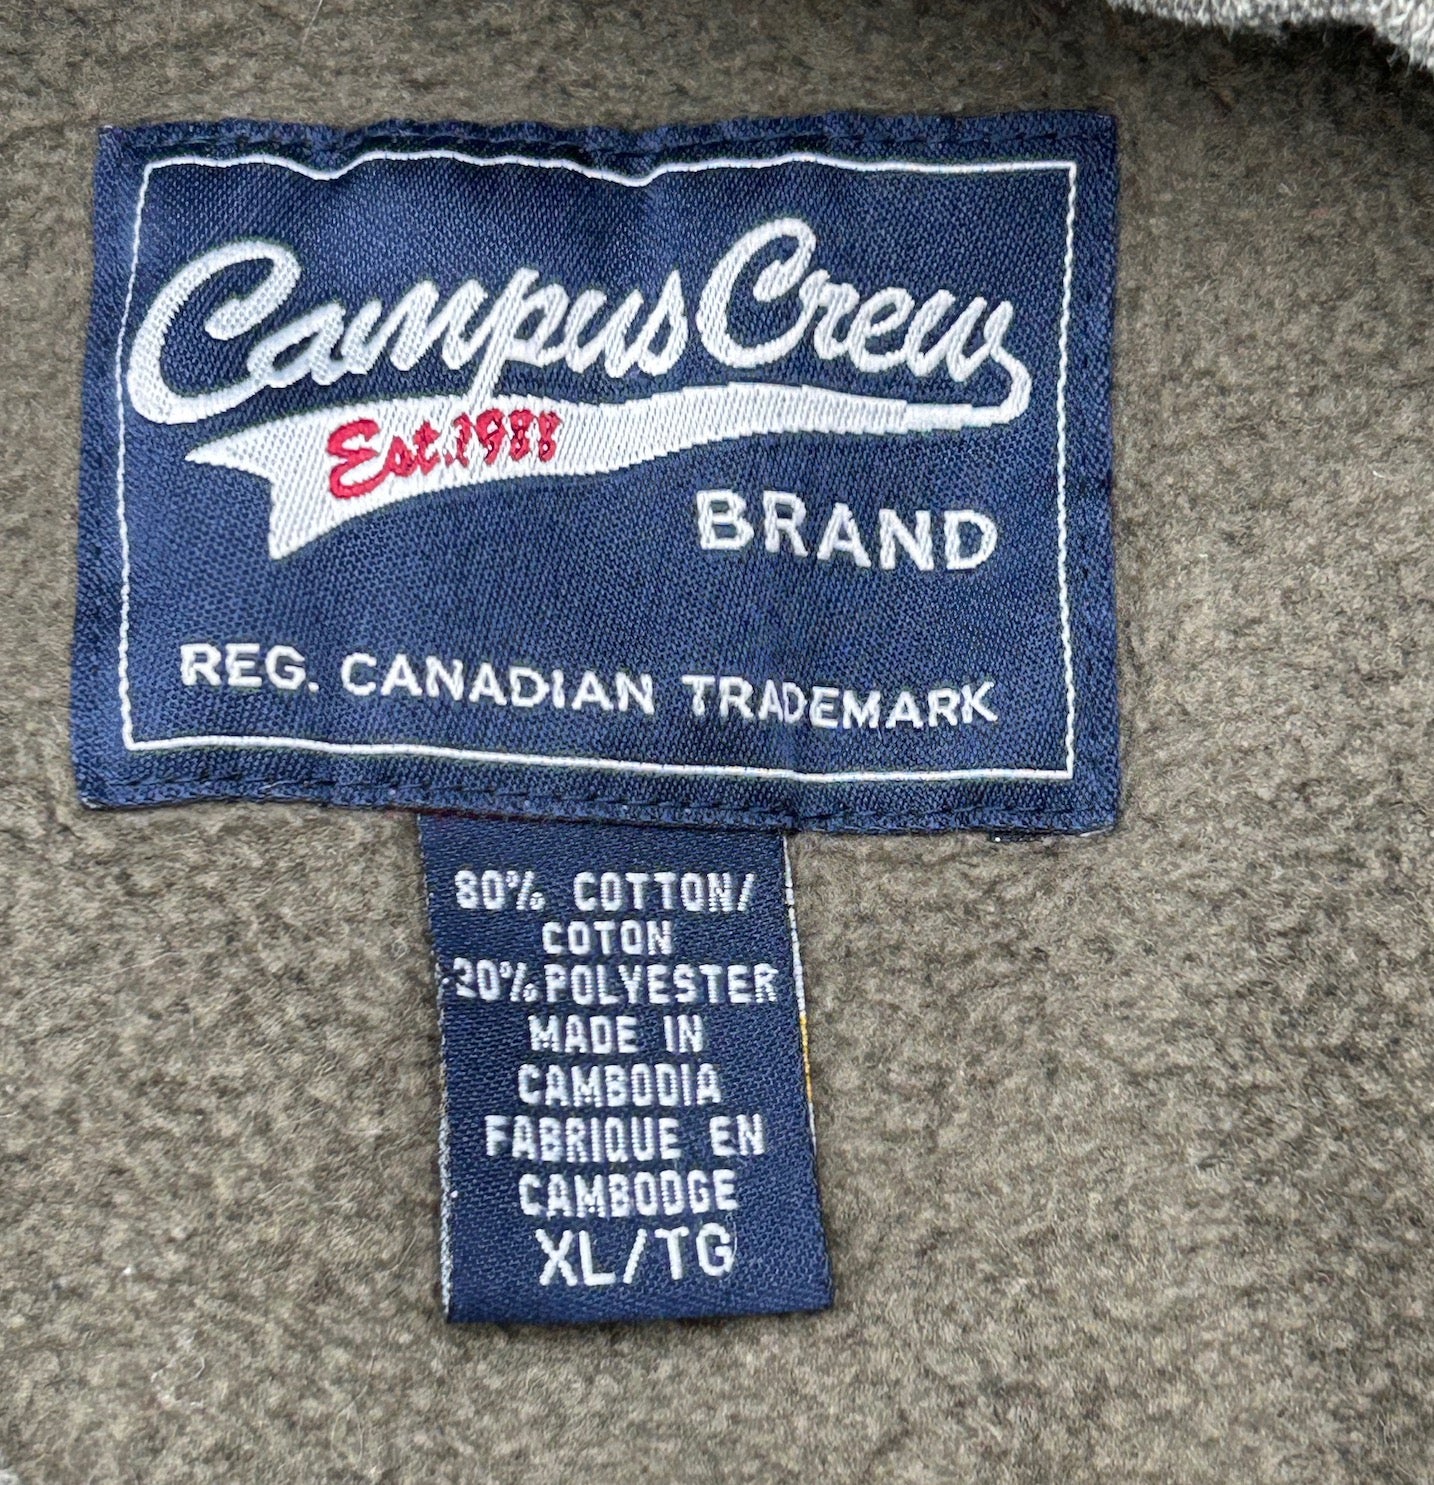 Campus Crew
Est.1988
BRAND
REG. CANADIAN TRADEMARK
80% COTTON/
COTON
20% POLYESTER
MADE IN
CAMBODIA
FABRIQUE EN
CAMBODGE
XL/TG